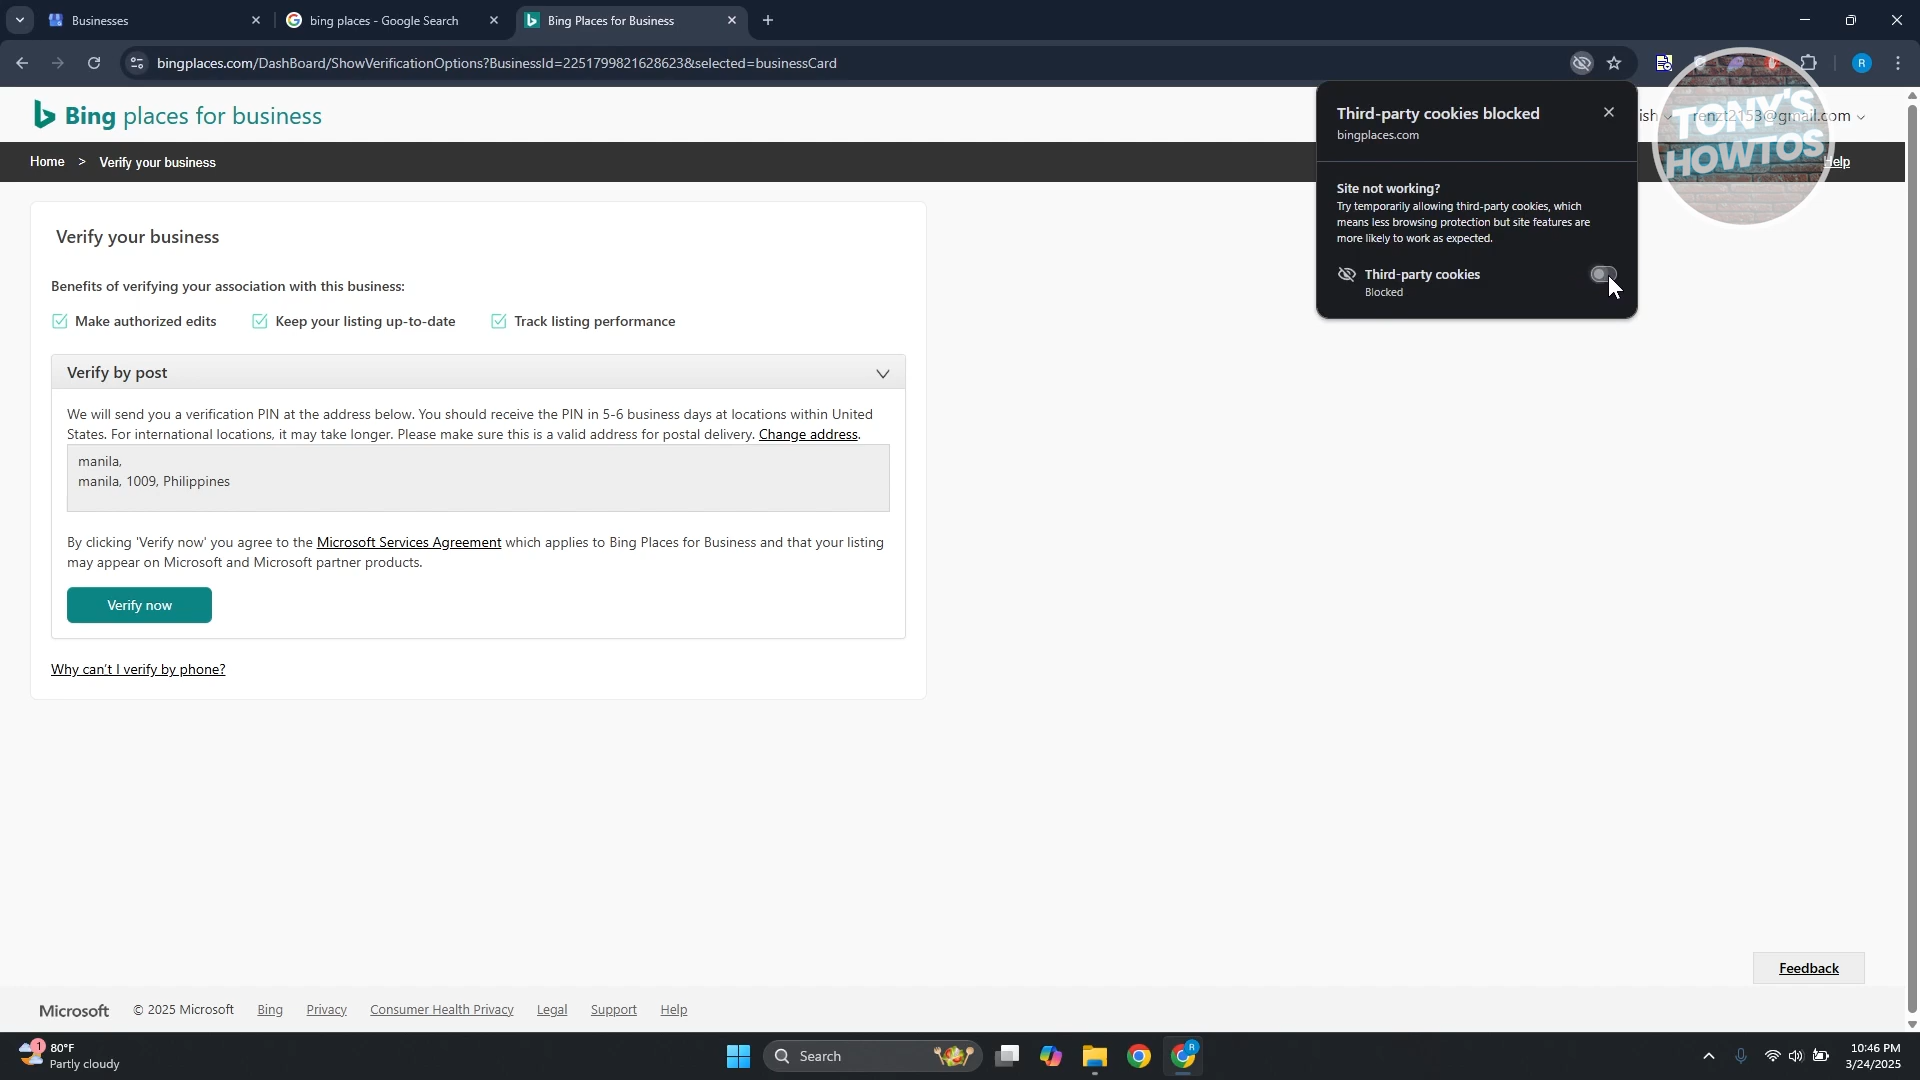 Businesses
bing places - Google Search
Bing Places for Business
bingplaces.com/DashBoard/ShowVerificationOptions?BusinessId=2251799821628623&selected=businessCard
R
Bing places for business
ish
renzt2153@gmail.com
TONY'S
HOWTOS
Home > Verify your business
Help
Third-party cookies blocked
bingplaces.com
Site not working?
Try temporarily allowing third-party cookies, which
means less browsing protection but site features are
more likely to work as expected.
Third-party cookies
Blocked
Verify your business
Benefits of verifying your association with this business:
Make authorized edits
Keep your listing up-to-date
Track listing performance
Verify by post
We will send you a verification PIN at the address below. You should receive the PIN in 5-6 business days at locations within United
States. For international locations, it may take longer. Please make sure this is a valid address for postal delivery. Change address.
manila,
manila, 1009, Philippines
By clicking 'Verify now' you agree to the Microsoft Services Agreement which applies to Bing Places for Business and that your listing
may appear on Microsoft and Microsoft partner products.
Verify now
Why can't I verify by phone?
Feedback
Microsoft © 2025 Microsoft Bing Privacy Consumer Health Privacy Legal Support Help
1
80°F
Partly cloudy
Search
R
10:46 PM
3/24/2025